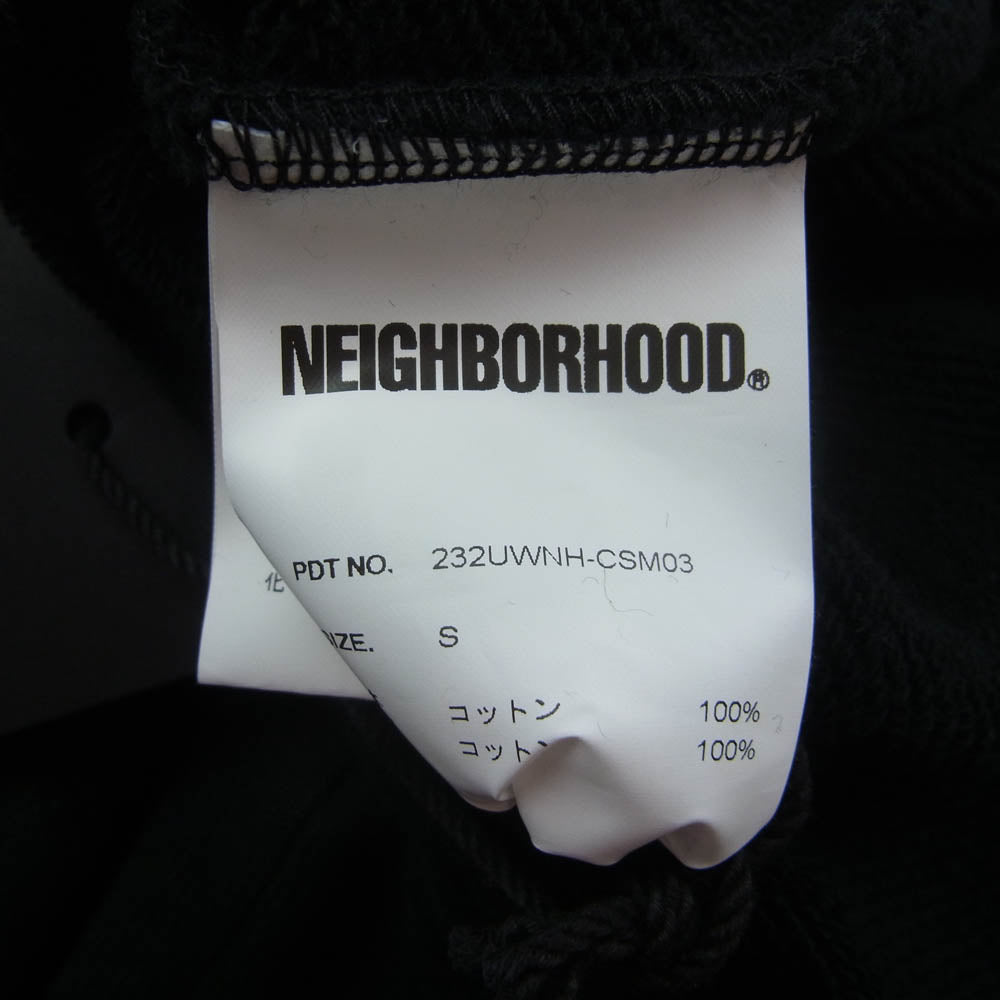 NEIGHBORHOOD®
PDT NO. 232UWNH-CSM03
S
コットン 100%
100%